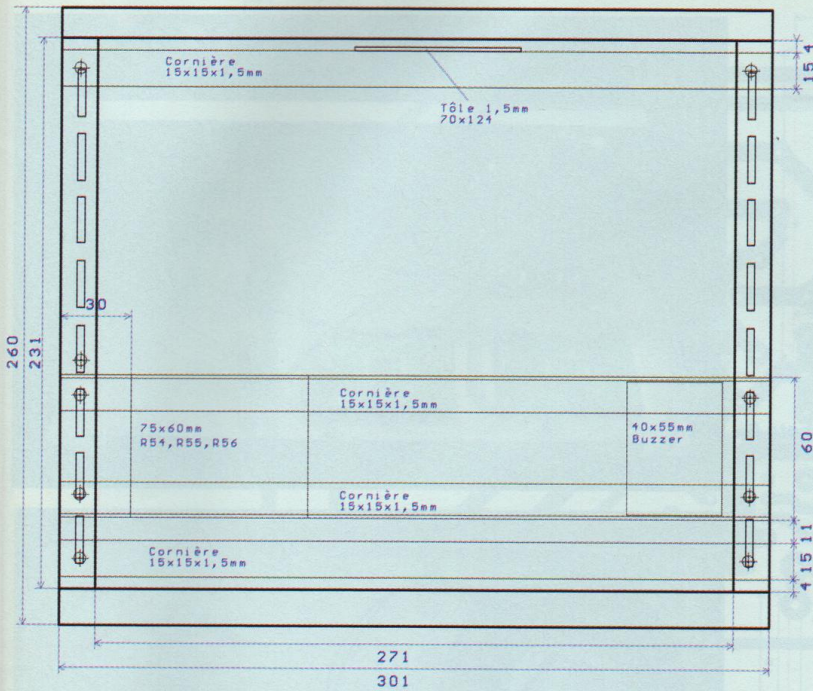 Cornière
15x15x1,5mm
Tôle 1,5mm
70x124
15 4
30
260
231
Cornière
15x15x1,5mm
75x60mm
R54,R55,R56
40x55mm
Buzzer
60
Cornière
15x15x1,5mm
Cornière
15x15x1,5mm
4 15 11
271
301